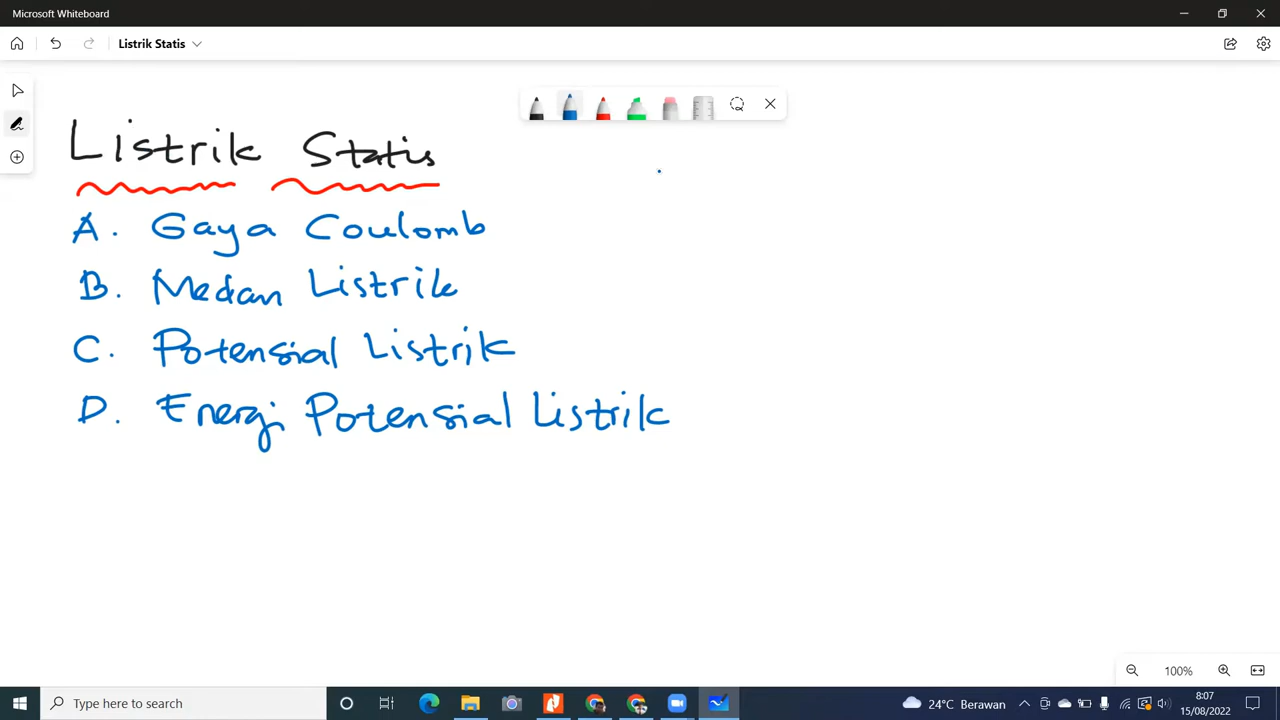 Microsoft Whiteboard
Listrik Statis
Listrik Statis
A. Gaya Coulomb
B. Medan Listrik
C. Potensial Listrik
D. Energi Potensial Listrik
100%
Type here to search
24°C Berawan
8:07
15/08/2022